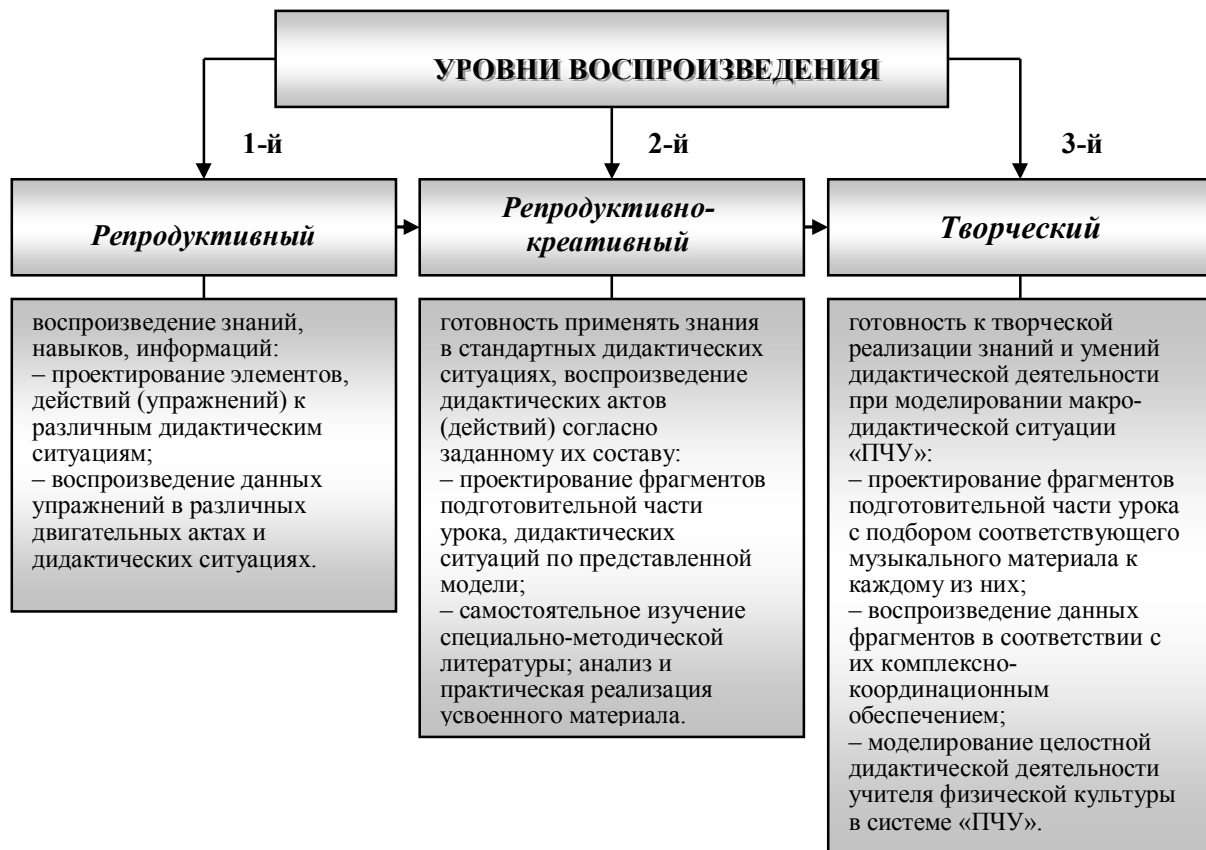 УРОВНИ ВОСПРОИЗВЕДЕНИЯ
1-й
2-й
3-й
Репродуктивный
Репродуктивно-
креативный
Творческий
воспроизведение знаний,
навыков, информаций:
– проектирование элементов,
действий (упражнений) к
различным дидактическим
ситуациям;
– воспроизведение данных
упражнений в различных
двигательных актах и
дидактических ситуациях.
готовность применять знания
в стандартных дидактических
ситуациях, воспроизведение
дидактических актов
(действий) согласно
заданному их составу:
– проектирование фрагментов
подготовительной части
урока, дидактических
ситуаций по представленной
модели;
– самостоятельное изучение
специально-методической
литературы; анализ и
практическая реализация
усвоенного материала.
готовность к творческой
реализации знаний и умений
дидактической деятельности
при моделировании макро-
дидактической ситуации
«ПЧУ»:
– проектирование фрагментов
подготовительной части урока
с подбором соответствующего
музыкального материала к
каждому из них;
– воспроизведение данных
фрагментов в соответствии с
их комплексно-
координационным
обеспечением;
– моделирование целостной
дидактической деятельности
учителя физической культуры
в системе «ПЧУ».